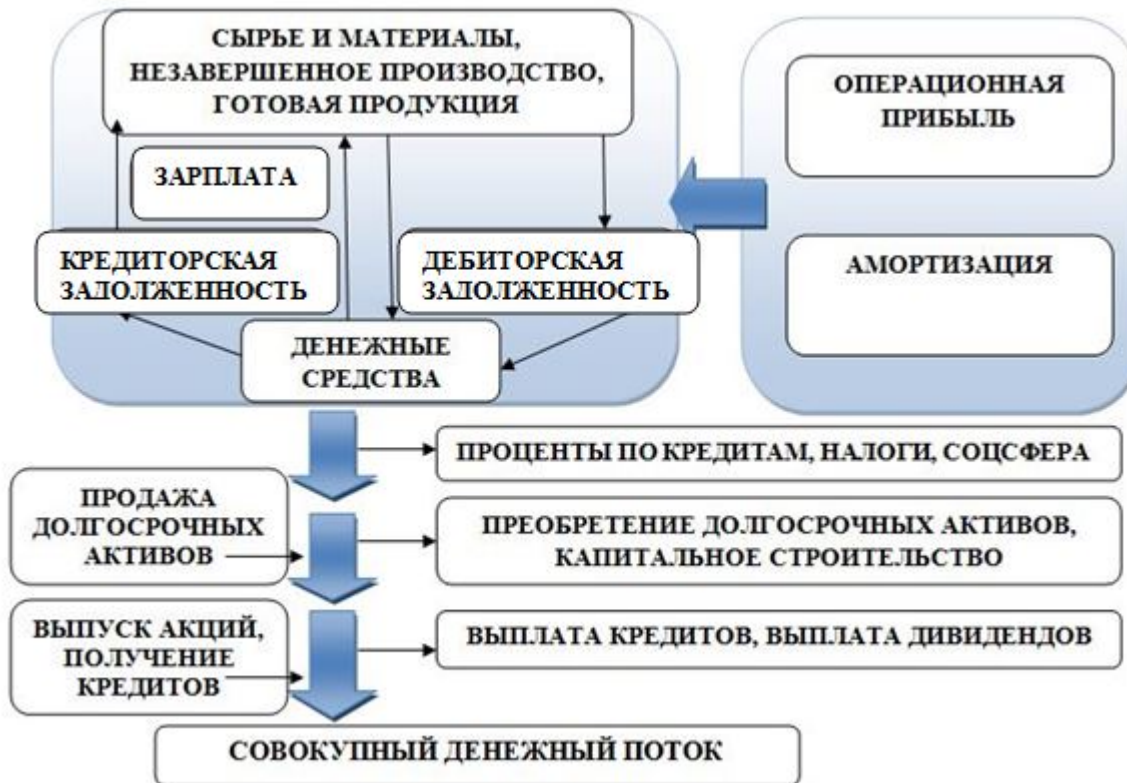 СЫРЬЕ И МАТЕРИАЛЫ,
НЕЗАВЕРШЕННОЕ ПРОИЗВОДСТВО,
ГОТОВАЯ ПРОДУКЦИЯ
ОПЕРАЦИОННАЯ
ПРИБЫЛЬ
ЗАРПЛАТА
КРЕДИТОРСКАЯ
ЗАДОЛЖЕННОСТЬ
ДЕБИТОРСКАЯ
ЗАДОЛЖЕННОСТЬ
АМОРТИЗАЦИЯ
ДЕНЕЖНЫЕ
СРЕДСТВА
ПРОЦЕНТЫ ПО КРЕДИТАМ, НАЛОГИ, СОЦСФЕРА
ПРОДАЖА
ДОЛГОСРОЧНЫХ
АКТИВОВ
ПРЕОБРЕТЕНИЕ ДОЛГОСРОЧНЫХ АКТИВОВ,
КАПИТАЛЬНОЕ СТРОИТЕЛЬСТВО
ВЫПУСК АКЦИЙ,
ПОЛУЧЕНИЕ
КРЕДИТОВ
ВЫПЛАТА КРЕДИТОВ, ВЫПЛАТА ДИВИДЕНДОВ
СОВОКУПНЫЙ ДЕНЕЖНЫЙ ПОТОК